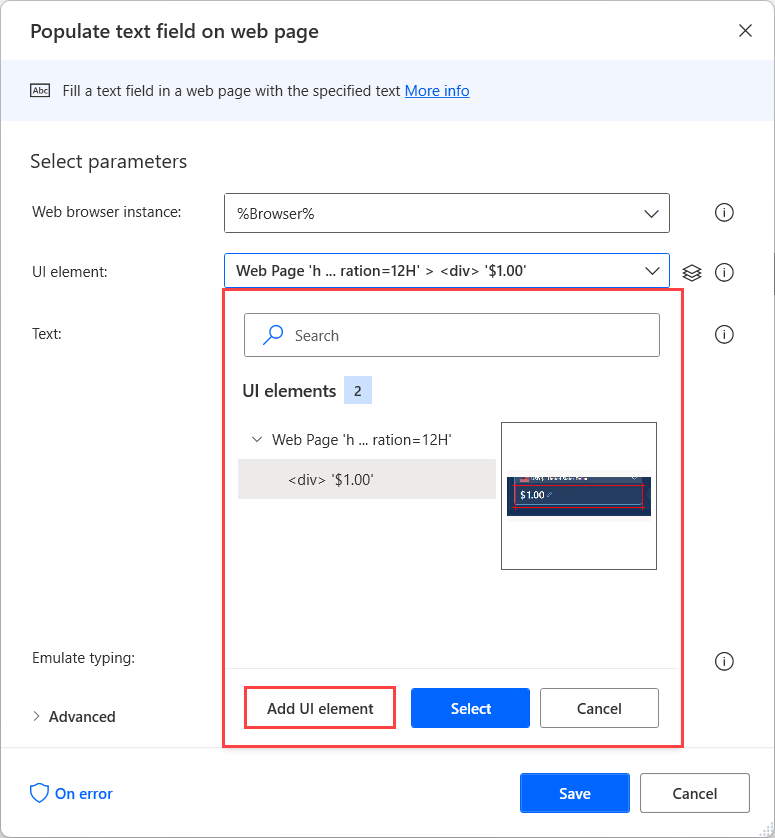 Populate text field on web page
Abc Fill a text field in a web page with the specified text More info
Select parameters
Web browser instance: %Browser%
UI element: Web Page 'h ... ration=12H' > <div> '$1.00'
Text:
Search
UI elements 2
Web Page 'h ... ration=12H'
<div> '$1.00'
$1.00
Emulate typing:
Add UI element Select Cancel
Advanced
On error Save Cancel